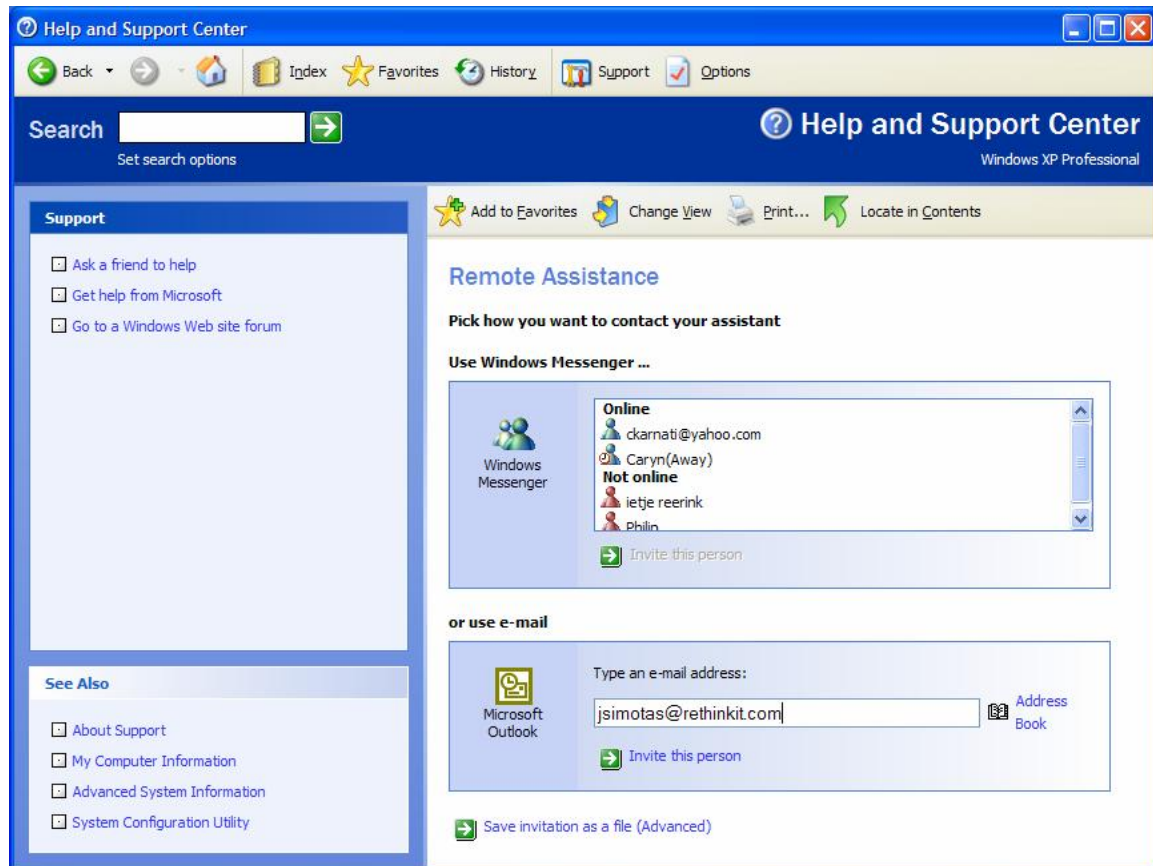 Help and Support Center
Back Index Favorites History Support Options
Search
Set search options
Help and Support Center
Windows XP Professional
Support
Ask a friend to help
Get help from Microsoft
Go to a Windows Web site forum
See Also
About Support
My Computer Information
Advanced System Information
System Configuration Utility
Add to Favorites Change View Print... Locate in Contents
Remote Assistance
Pick how you want to contact your assistant
Use Windows Messenger ...
Windows
Messenger
Online
ckarnati@yahoo.com
Caryn(Away)
Not online
ietje reerink
Philip
Invite this person
or use e-mail
Microsoft
Outlook
Type an e-mail address:
jsimotas@rethinkit.com
Address
Book
Invite this person
Save invitation as a file (Advanced)